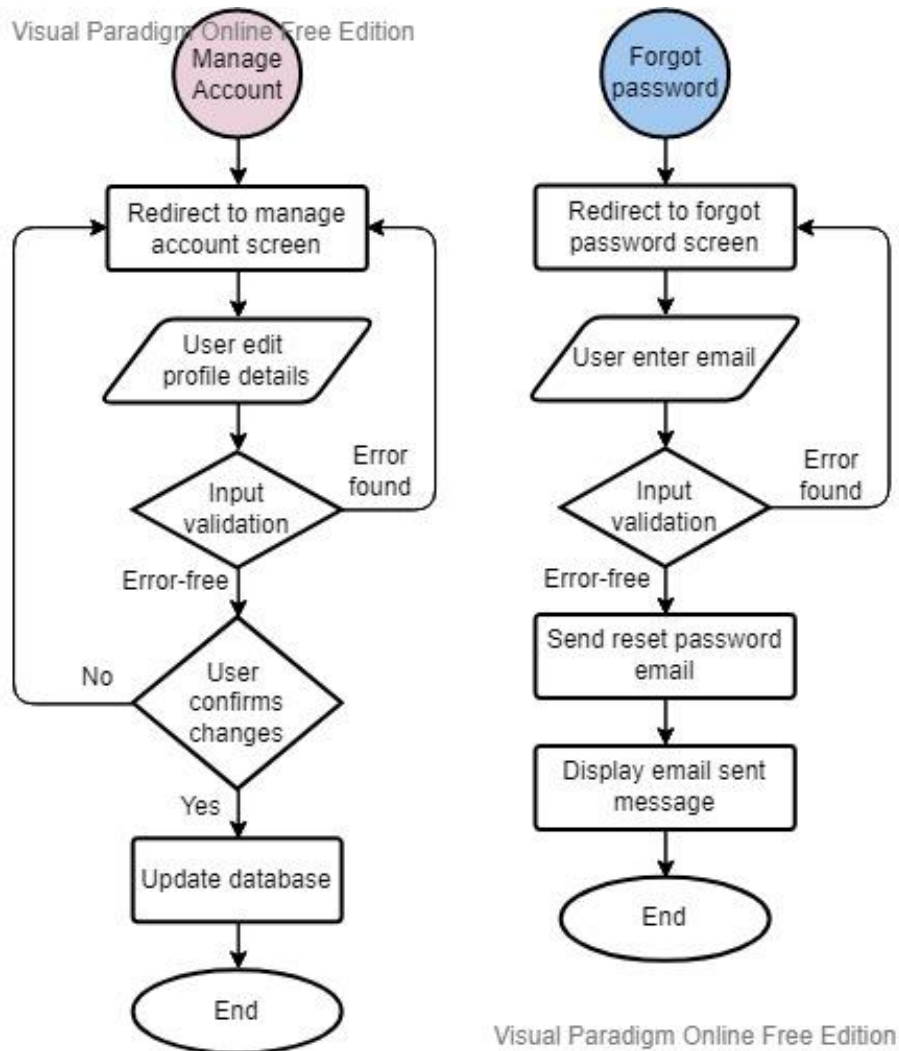 Visual Paradigm Online Free Edition
Manage
Account
Redirect to manage
account screen
User edit
profile details
Input
validation
Error
found
Error-free
User
confirms
changes
No
Yes
Update database
End
Forgot
password
Redirect to forgot
password screen
User enter email
Input
validation
Error
found
Error-free
Send reset password
email
Display email sent
message
End
Visual Paradigm Online Free Edition